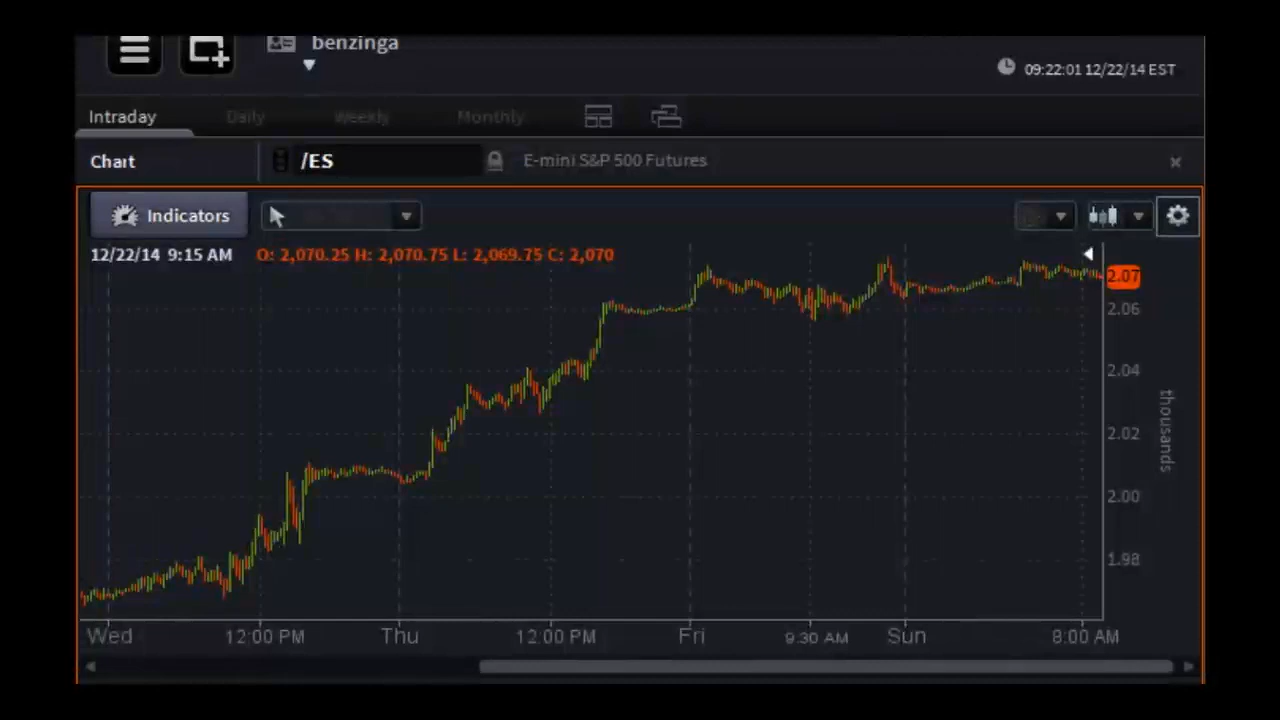 benzinga
09:22:01 12/22/14 EST
Intraday Daily Weekly Monthly
Chart /ES E-mini S&P 500 Futures
Indicators
12/22/14 9:15 AM O: 2,070.25 H: 2,070.75 L: 2,069.75 C: 2,070
2.07
2.06
2.04
2.02
2.00
1.98
thousands
Wed 12:00 PM Thu 12:00 PM Fri 9:30 AM Sun 8:00 AM